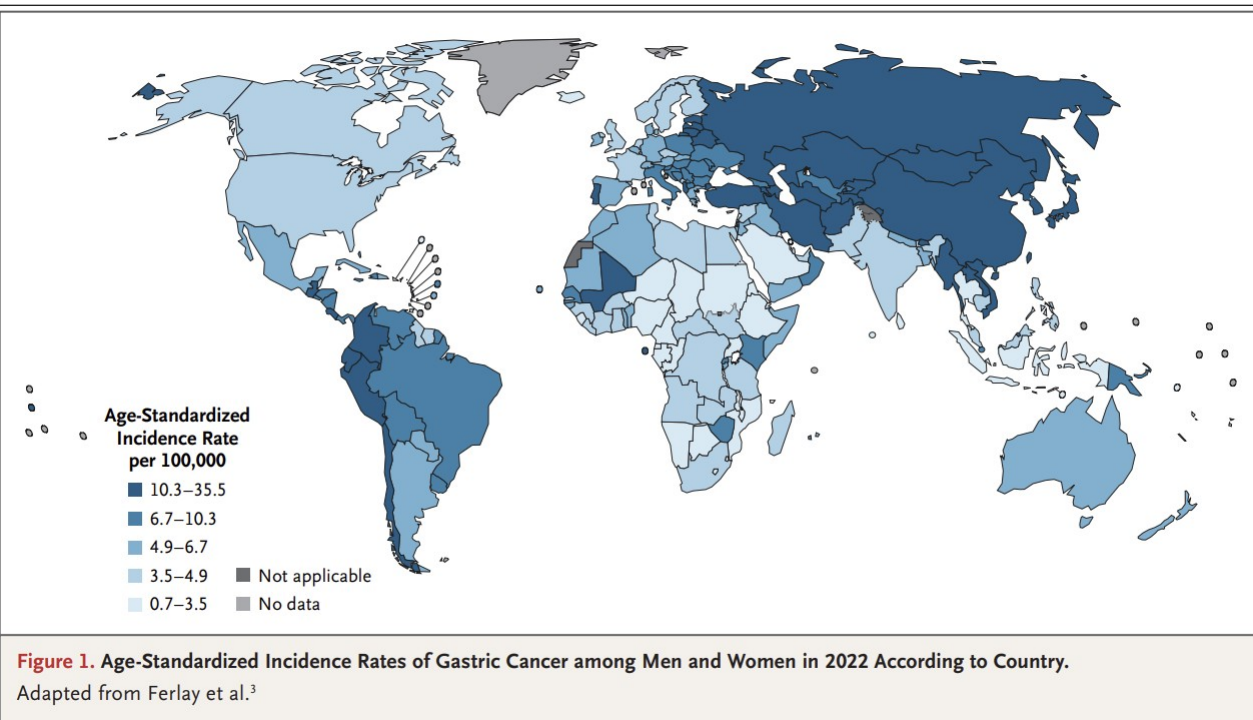 Age-Standardized
Incidence Rate
per 100,000
10.3–35.5
6.7–10.3
4.9–6.7
3.5–4.9
0.7–3.5
Not applicable
No data
Figure 1. Age-Standardized Incidence Rates of Gastric Cancer among Men and Women in 2022 According to Country.
Adapted from Ferlay et al.³